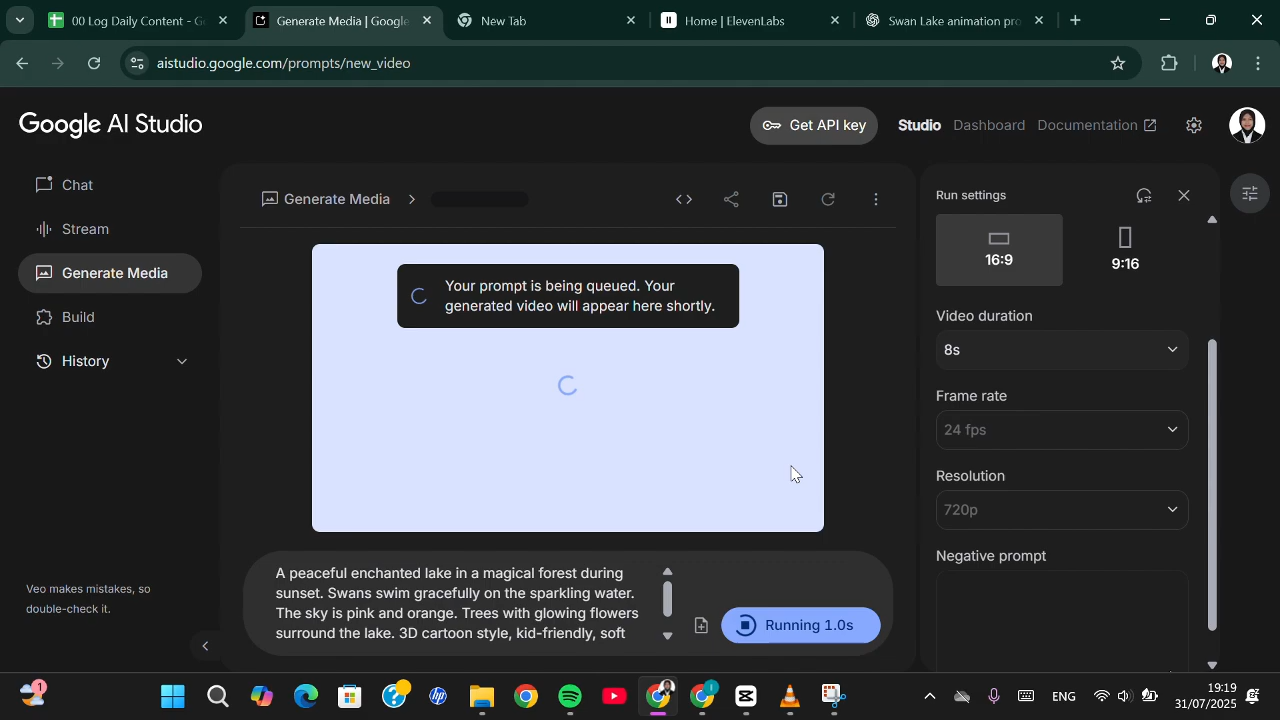 00 Log Daily Content - G
Generate Media | Google
New Tab
Home | ElevenLabs
Swan Lake animation pro
aistudio.google.com/prompts/new_video
Google AI Studio
Get API key
Studio
Dashboard
Documentation
Chat
Stream
Generate Media
Build
History
Veo makes mistakes, so
double-check it.
Generate Media
Your prompt is being queued. Your
generated video will appear here shortly.
A peaceful enchanted lake in a magical forest during
sunset. Swans swim gracefully on the sparkling water.
The sky is pink and orange. Trees with glowing flowers
surround the lake. 3D cartoon style, kid-friendly, soft
Running 1.0s
Run settings
16:9
9:16
Video duration
8s
Frame rate
24 fps
Resolution
720p
Negative prompt
1
ENG
19:19
31/07/2025